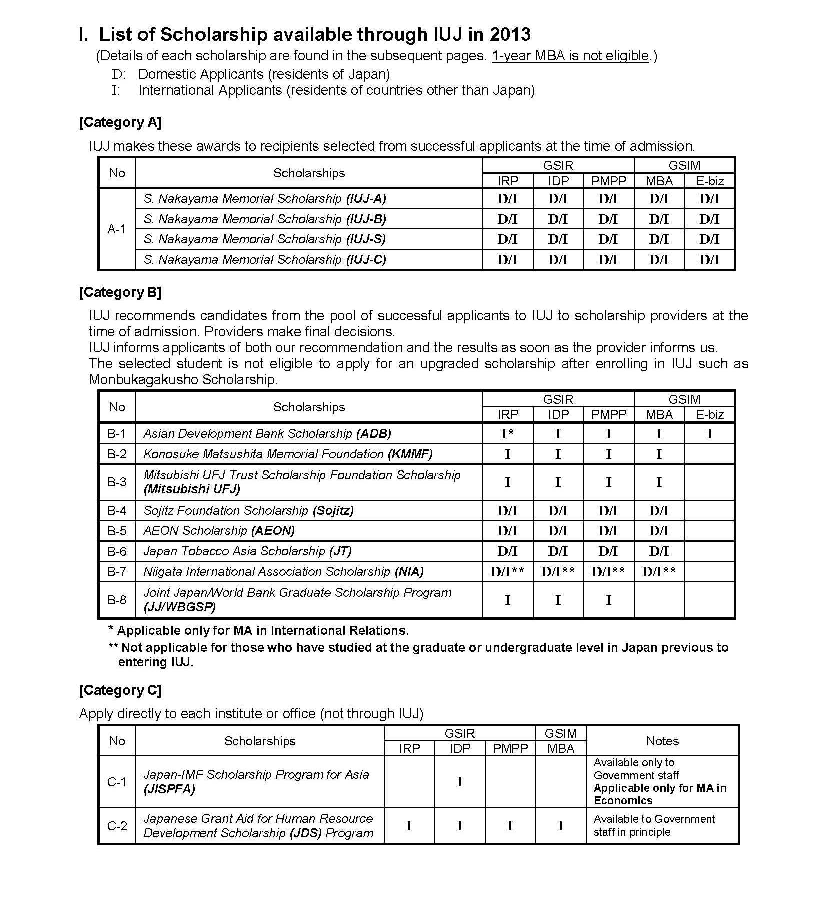 I. List of Scholarship available through IUJ in 2013
(Details of each scholarship are found in the subsequent pages. 1-year MBA is not eligible.)
D: Domestic Applicants (residents of Japan)
I: International Applicants (residents of countries other than Japan)
[Category A]
IUJ makes these awards to recipients selected from successful applicants at the time of admission.
No Scholarships GSIR GSIM
IRP IDP PMPP MBA E-biz
A-1
S. Nakayama Memorial Scholarship (IUJ-A) D/I D/I D/I D/I D/I
S. Nakayama Memorial Scholarship (IUJ-B) D/I D/I D/I D/I D/I
S. Nakayama Memorial Scholarship (IUJ-S) D/I D/I D/I D/I D/I
S. Nakayama Memorial Scholarship (IUJ-C) D/I D/I D/I D/I D/I
[Category B]
IUJ recommends candidates from the pool of successful applicants to IUJ to scholarship providers at the
time of admission. Providers make final decisions.
IUJ informs applicants of both our recommendation and the results as soon as the provider informs us.
The selected student is not eligible to apply for an upgraded scholarship after enrolling in IUJ such as
Monbukagakusho Scholarship.
No Scholarships GSIR GSIM
IRP IDP PMPP MBA E-biz
B-1 Asian Development Bank Scholarship (ADB) I* I I I I
B-2 Konosuke Matsushita Memorial Foundation (KMMF) I I I I
B-3 Mitsubishi UFJ Trust Scholarship Foundation Scholarship
(Mitsubishi UFJ) I I I I
B-4 Sojitz Foundation Scholarship (Sojitz) D/I D/I D/I D/I
B-5 AEON Scholarship (AEON) D/I D/I D/I D/I
B-6 Japan Tobacco Asia Scholarship (JT) D/I D/I D/I D/I
B-7 Niigata International Association Scholarship (NIA) D/I** D/I** D/I** D/I**
B-8 Joint Japan/World Bank Graduate Scholarship Program
(JJ/WBGSP) I I I
* Applicable only for MA in International Relations.
** Not applicable for those who have studied at the graduate or undergraduate level in Japan previous to
entering IUJ.
[Category C]
Apply directly to each institute or office (not through IUJ)
No Scholarships GSIR GSIM Notes
IRP IDP PMPP MBA
C-1 Japan-IMF Scholarship Program for Asia
(JISPFA) I
Available only to
Government staff
Applicable only for MA in
Economics
C-2 Japanese Grant Aid for Human Resource
Development Scholarship (JDS) Program I I I I
Available to Government
staff in principle